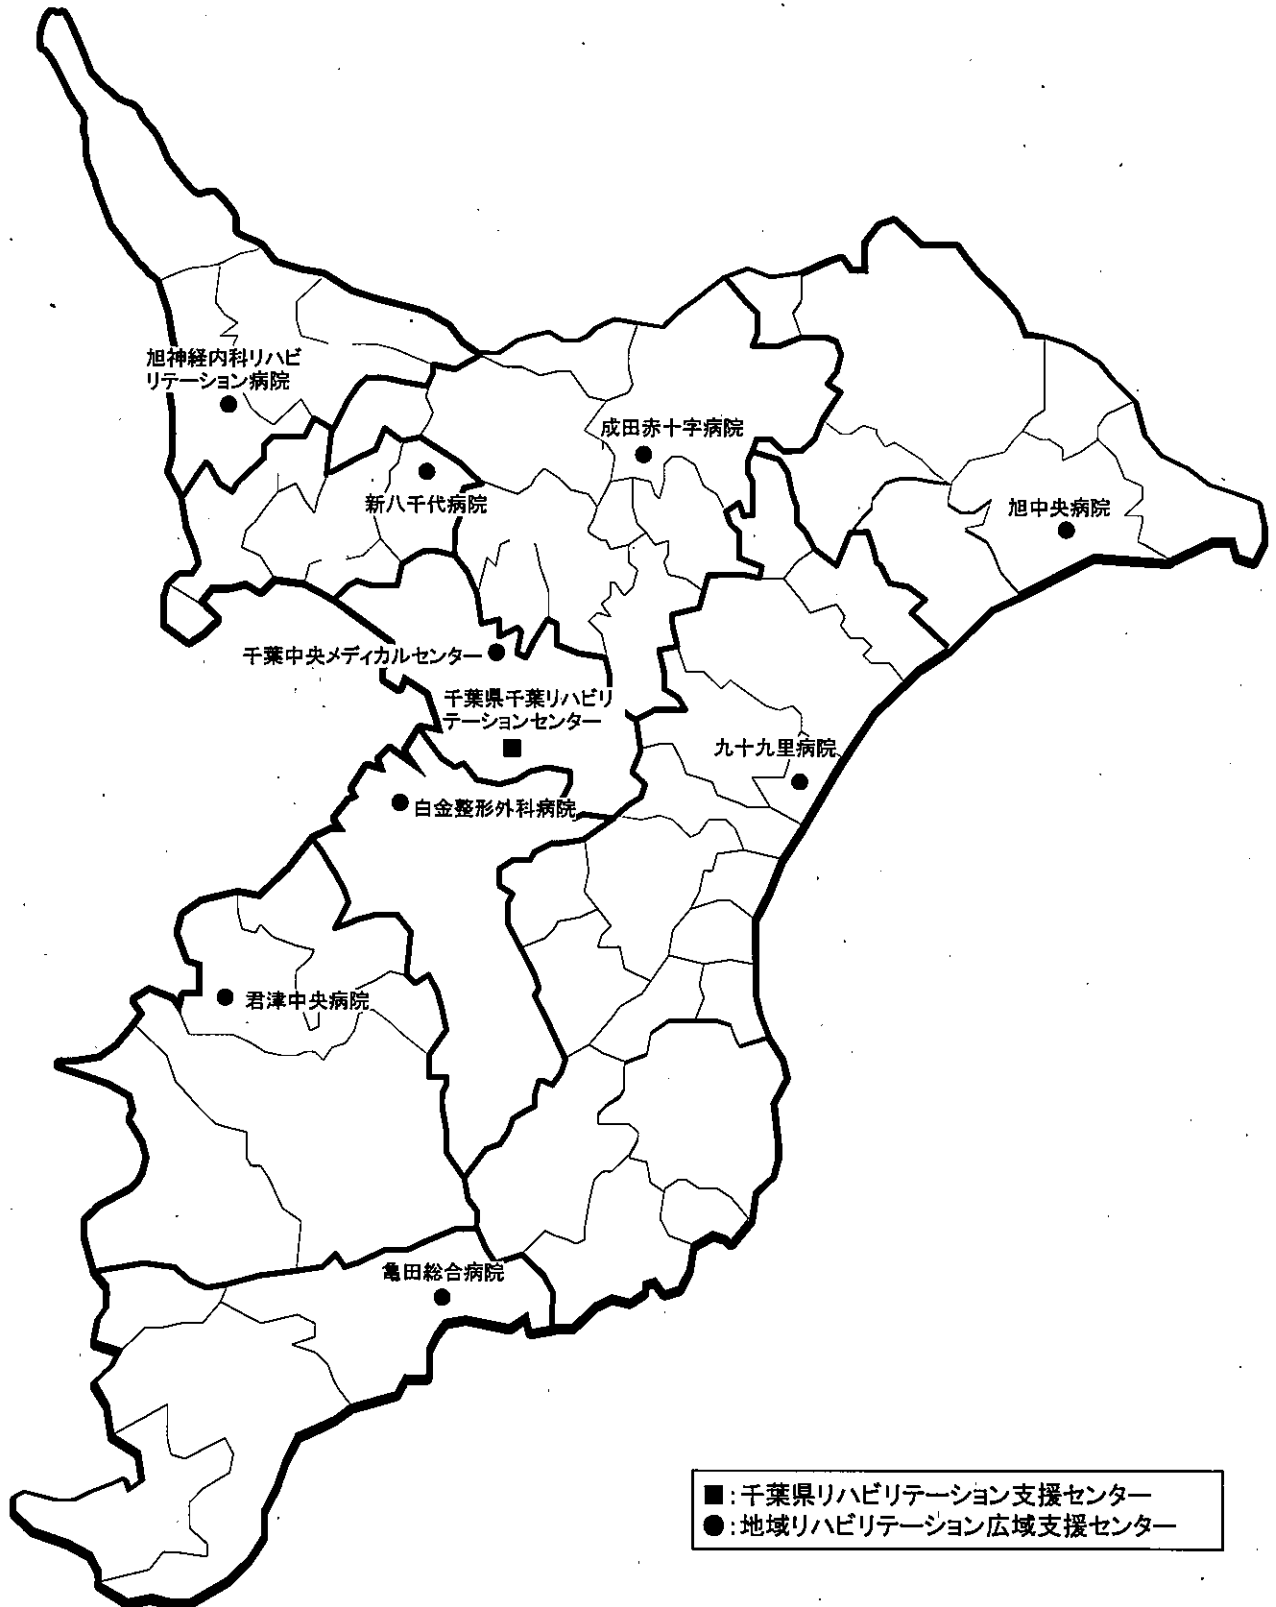 旭神経内科リハビ
リテーション病院
成田赤十字病院
新八千代病院
旭中央病院
千葉中央メディカルセンター
千葉県千葉リハビリ
テーションセンター
九十九里病院
白金整形外科病院
君津中央病院
亀田総合病院
■:千葉県リハビリテーション支援センター
●:地域リハビリテーション広域支援センター